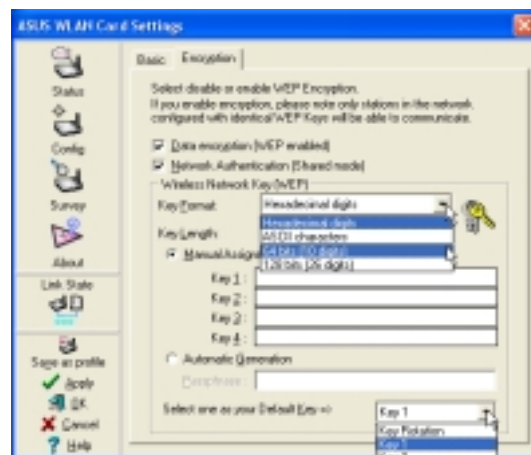 ASUS WLAN Card Settings
Status
Config
Survey
About
Link State
Save as profile
Apply
OK
Cancel
Help
Basic
Encryption
Select disable or enable WEP Encryption.
If you enable encryption, please note only stations in the network
configured with identical WEP Keys will be able to communicate.
Data encryption (WEP enabled)
Network Authentication (Shared mode)
Wireless Network Key (WEP)
Key Format: Hexadecimal digits
Hexadecimal digits
ASCII characters
Key Length:
64 bits (10 digits)
128 bits (26 digits)
Manual Assign
Key 1 :
Key 2 :
Key 3 :
Key 4 :
Automatic Generation
Passphrase :
Select one as your Default Key => Key 1
Key Rotation
Key 1